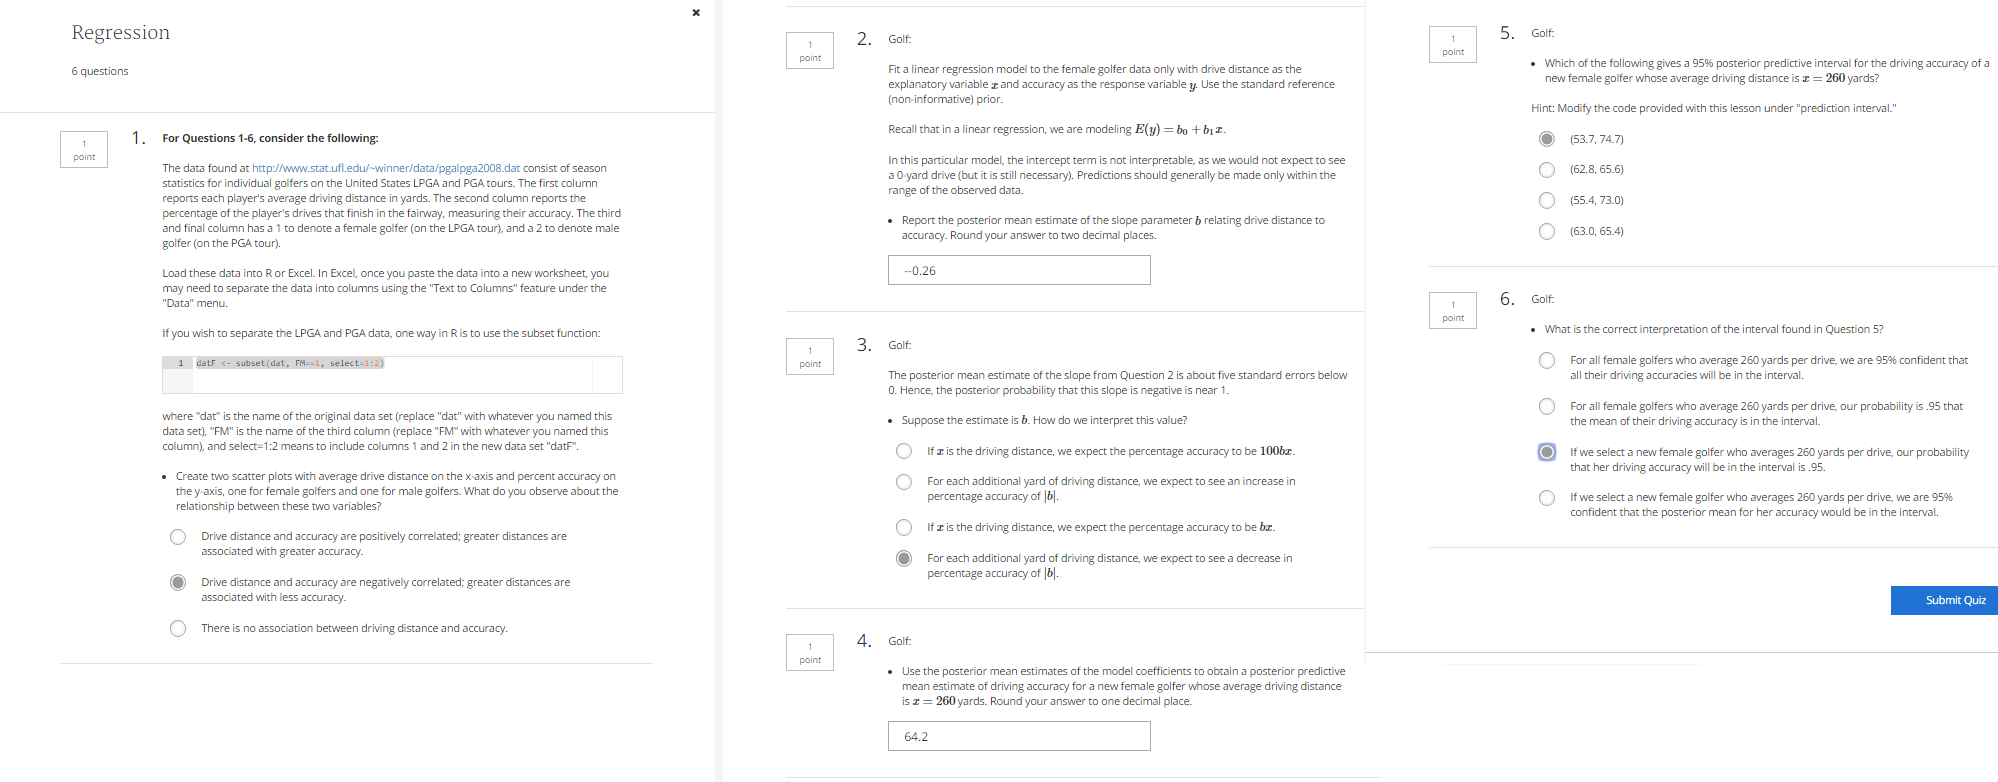 Regression
6 questions
1
point
1.
For Questions 1-6, consider the following:
The data found at http://www.stat.ufl.edu/~winner/data/pgalpga2008.dat consist of season
statistics for individual golfers on the United States LPGA and PGA tours. The first column
reports each player's average driving distance in yards. The second column reports the
percentage of the player's drives that finish in the fairway, measuring their accuracy. The third
and final column has a 1 to denote a female golfer (on the LPGA tour), and a 2 to denote male
golfer (on the PGA tour).
Load these data into R or Excel. In Excel, once you paste the data into a new worksheet, you
may need to separate the data into columns using the "Text to Columns" feature under the
"Data" menu.
If you wish to separate the LPGA and PGA data, one way in R is to use the subset function:
1 datF <- subset(dat, FM==1, select=1:2)
where "dat" is the name of the original data set (replace "dat" with whatever you named this
data set), "FM" is the name of the third column (replace "FM" with whatever you named this
column), and select=1:2 means to include columns 1 and 2 in the new data set "datF".
• Create two scatter plots with average drive distance on the x-axis and percent accuracy on
the y-axis, one for female golfers and one for male golfers. What do you observe about the
relationship between these two variables?
Drive distance and accuracy are positively correlated; greater distances are
associated with greater accuracy.
Drive distance and accuracy are negatively correlated; greater distances are
associated with less accuracy.
There is no association between driving distance and accuracy.
1
point
2.
Golf:
Fit a linear regression model to the female golfer data only with drive distance as the
explanatory variable x and accuracy as the response variable y. Use the standard reference
(non-informative) prior.
Recall that in a linear regression, we are modeling E(y) = b₀ + b₁x.
In this particular model, the intercept term is not interpretable, as we would not expect to see
a 0-yard drive (but it is still necessary). Predictions should generally be made only within the
range of the observed data.
• Report the posterior mean estimate of the slope parameter b relating drive distance to
accuracy. Round your answer to two decimal places.
--0.26
1
point
3.
Golf:
The posterior mean estimate of the slope from Question 2 is about five standard errors below
0. Hence, the posterior probability that this slope is negative is near 1.
• Suppose the estimate is b. How do we interpret this value?
If x is the driving distance, we expect the percentage accuracy to be 100bx.
For each additional yard of driving distance, we expect to see an increase in
percentage accuracy of |b|.
If x is the driving distance, we expect the percentage accuracy to be bx.
For each additional yard of driving distance, we expect to see a decrease in
percentage accuracy of |b|.
1
point
4.
Golf:
• Use the posterior mean estimates of the model coefficients to obtain a posterior predictive
mean estimate of driving accuracy for a new female golfer whose average driving distance
is x = 260 yards. Round your answer to one decimal place.
64.2
1
point
5.
Golf:
• Which of the following gives a 95% posterior predictive interval for the driving accuracy of a
new female golfer whose average driving distance is x = 260 yards?
Hint: Modify the code provided with this lesson under "prediction interval."
(53.7, 74.7)
(62.8, 65.6)
(55.4, 73.0)
(63.0, 65.4)
1
point
6.
Golf:
• What is the correct interpretation of the interval found in Question 5?
For all female golfers who average 260 yards per drive, we are 95% confident that
all their driving accuracies will be in the interval.
For all female golfers who average 260 yards per drive, our probability is .95 that
the mean of their driving accuracy is in the interval.
If we select a new female golfer who averages 260 yards per drive, our probability
that her driving accuracy will be in the interval is .95.
If we select a new female golfer who averages 260 yards per drive, we are 95%
confident that the posterior mean for her accuracy would be in the interval.
Submit Quiz